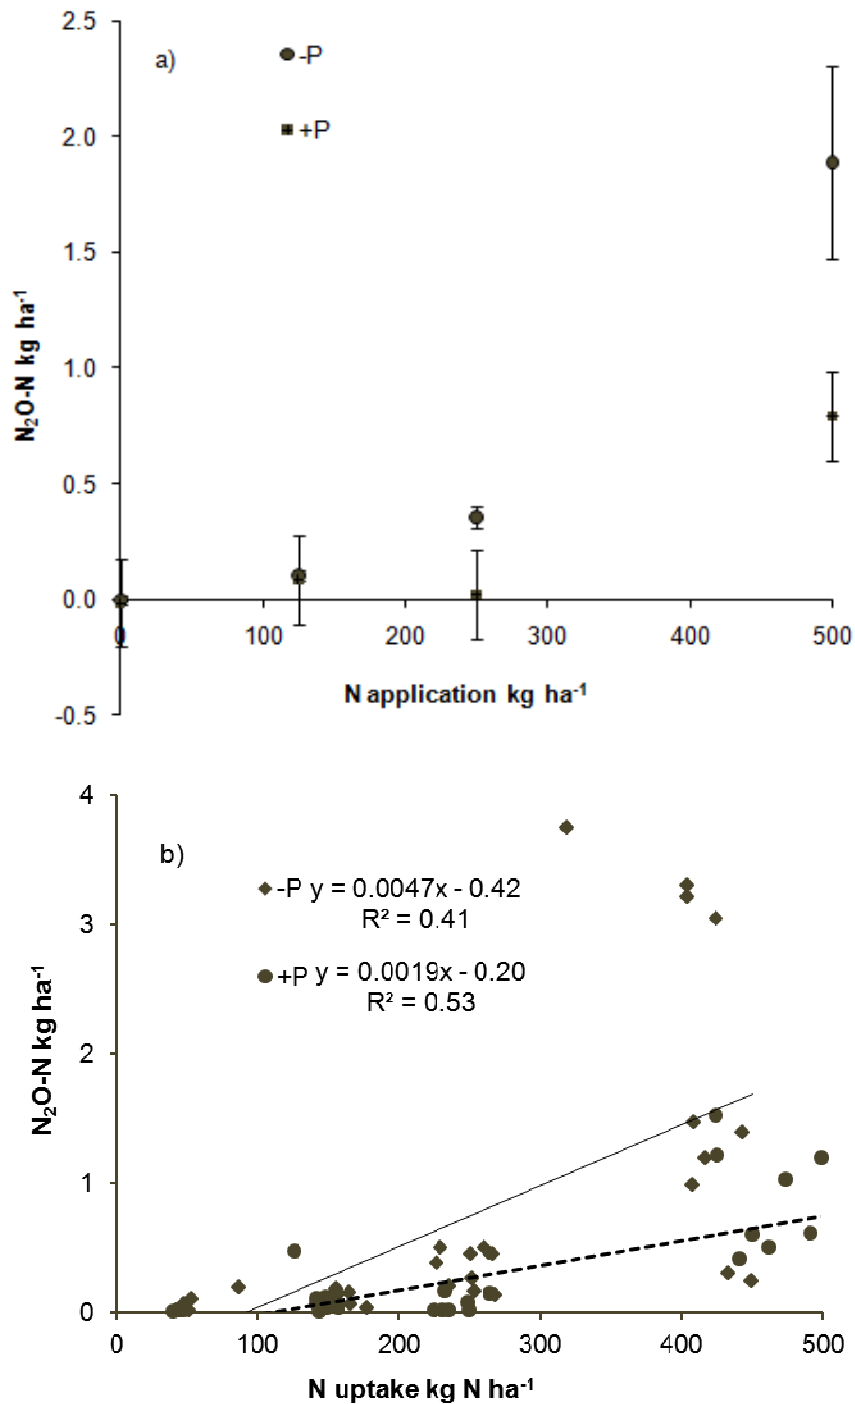 2.5
a)
-P
+P
2.0
1.5
1.0
0.5
0.0
-0.5
0 100 200 300 400 500
N₂O-N kg ha⁻¹
N application kg ha⁻¹
4
b)
-P y = 0.0047x - 0.42
R² = 0.41
3
+P y = 0.0019x - 0.20
R² = 0.53
2
1
0
0 100 200 300 400 500
N₂O-N kg ha⁻¹
N uptake kg N ha⁻¹